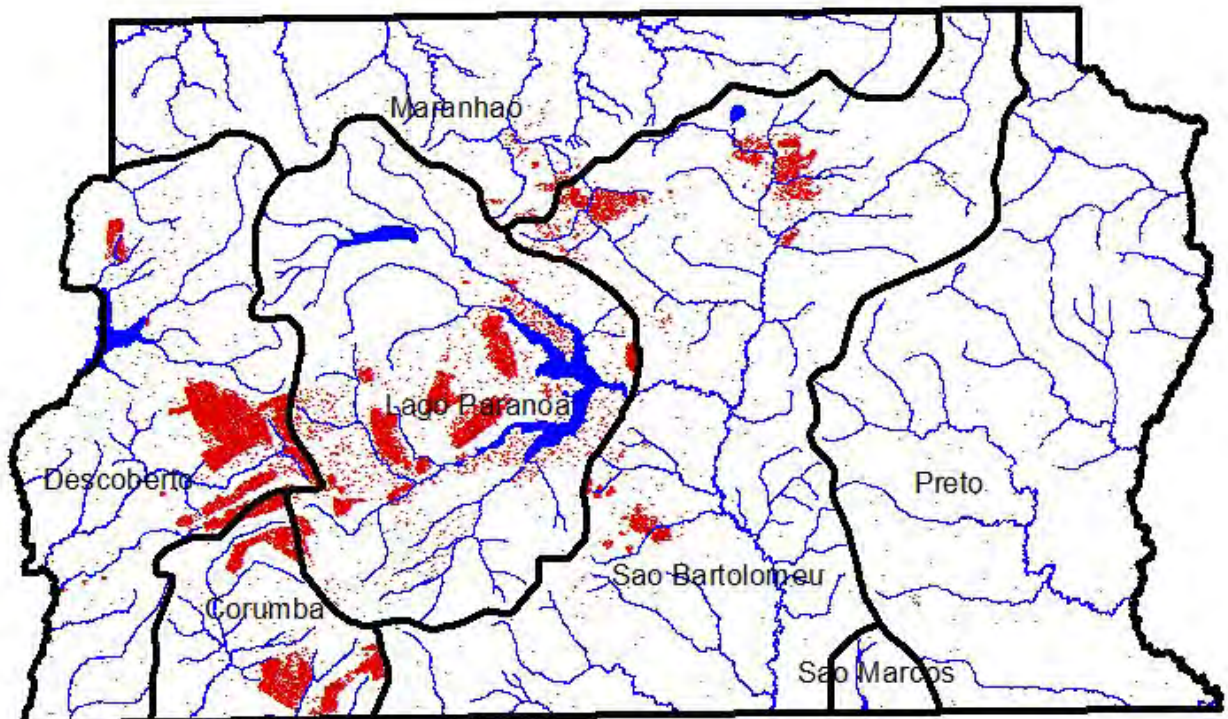 Maranhao
Lago Paranoa
Descoberto
Preto
Sao Bartolomeu
Corumba
Sao Marcos